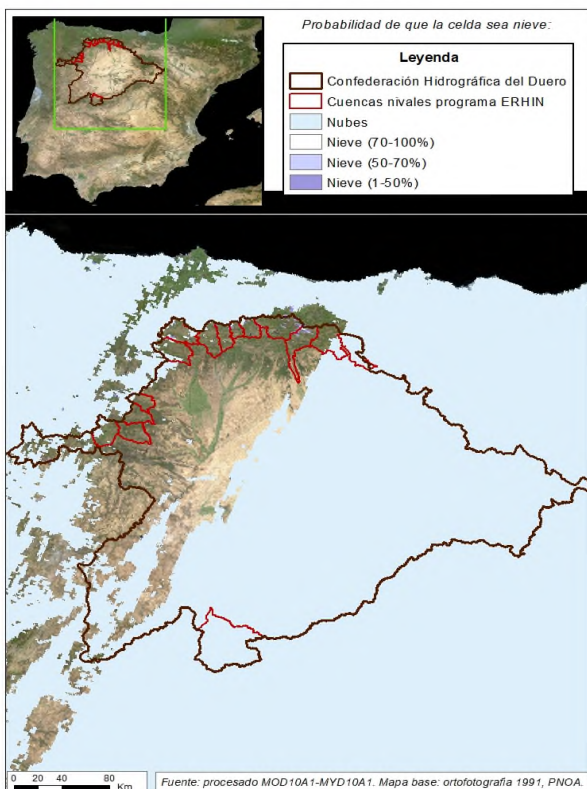 Probabilidad de que la celda sea nieve:
Leyenda
Confederación Hidrográfica del Duero
Cuencas nivales programa ERHIN
Nubes
Nieve (70-100%)
Nieve (50-70%)
Nieve (1-50%)
0 20 40 80
Km
Fuente: procesado MOD10A1-MYD10A1. Mapa base: ortofotografía 1991, PNOA.